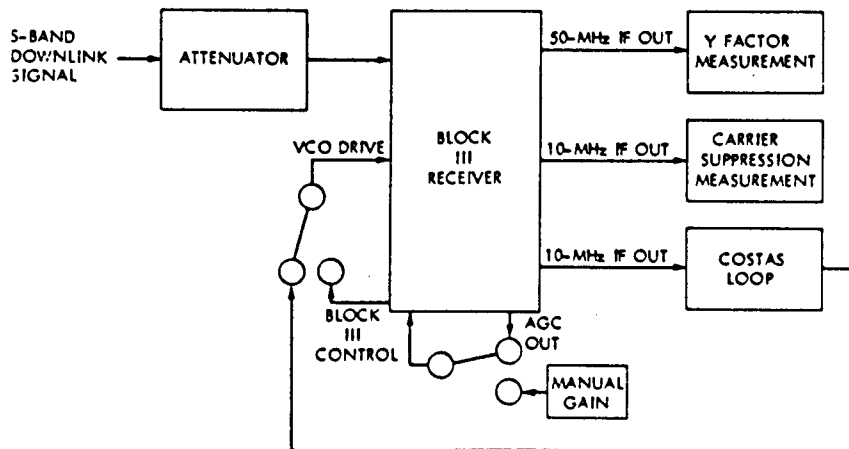 S-BAND
DOWNLINK
SIGNAL
ATTENUATOR
BLOCK
III
RECEIVER
50-MHz IF OUT
Y FACTOR
MEASUREMENT
VCO DRIVE
10-MHz IF OUT
CARRIER
SUPPRESSION
MEASUREMENT
10-MHz IF OUT
COSTAS
LOOP
BLOCK
III
CONTROL
AGC
OUT
MANUAL
GAIN